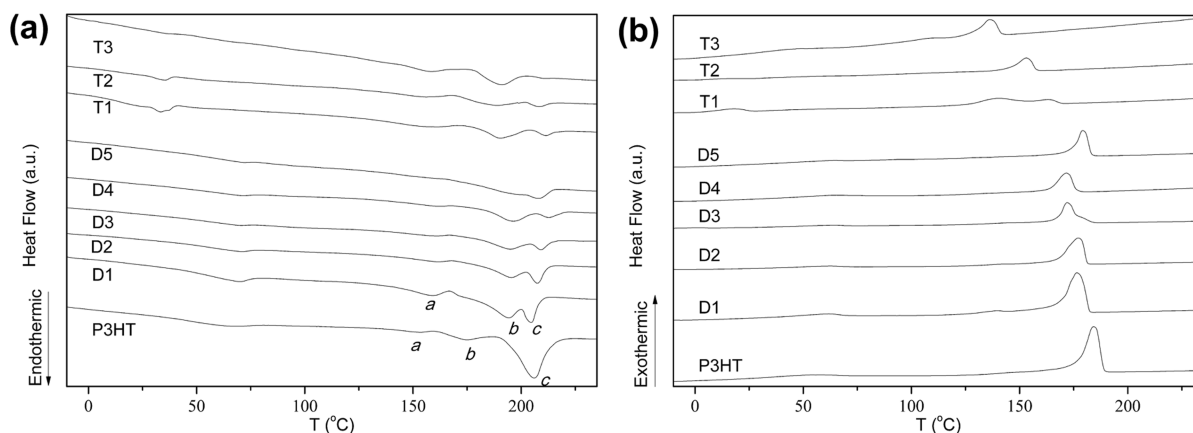 (a)
T3
T2
T1
D5
D4
D3
D2
D1
P3HT
a
b
c
a
b
c
Heat Flow (a.u.)
Endothermic
0 50 100 150 200
T (°C)
(b)
T3
T2
T1
D5
D4
D3
D2
D1
P3HT
Heat Flow (a.u.)
Exothermic
0 50 100 150 200
T (°C)